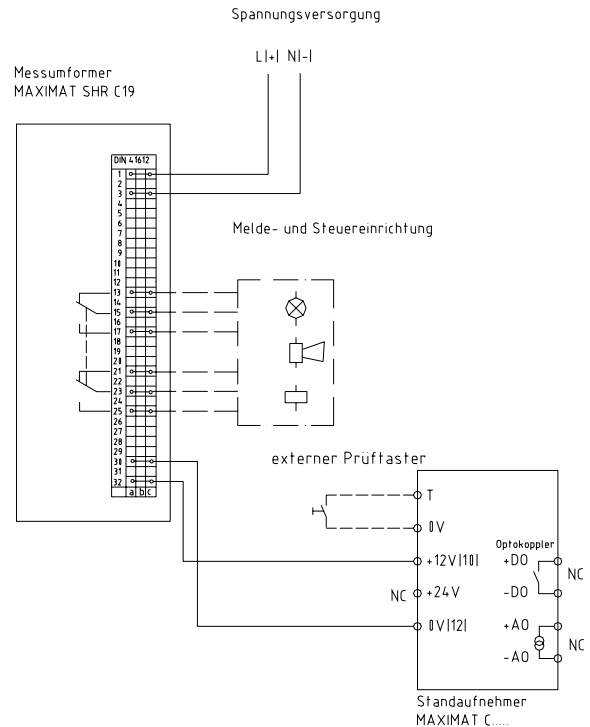 Spannungsversorgung
L|+| N|-|
Messumformer
MAXIMAT SHR C19
DIN 41612
1
2
3
4
5
6
7
8
9
10
11
12
13
14
15
16
17
18
19
20
21
22
23
24
25
26
27
28
29
30
31
32
a b c
Melde- und Steuereinrichtung
externer Prüftaster
T
0V
+12V|10|
NC +24V
0V|12|
Optokoppler
+DO
NC
-DO
+AO
NC
-AO
Standaufnehmer
MAXIMAT C.....